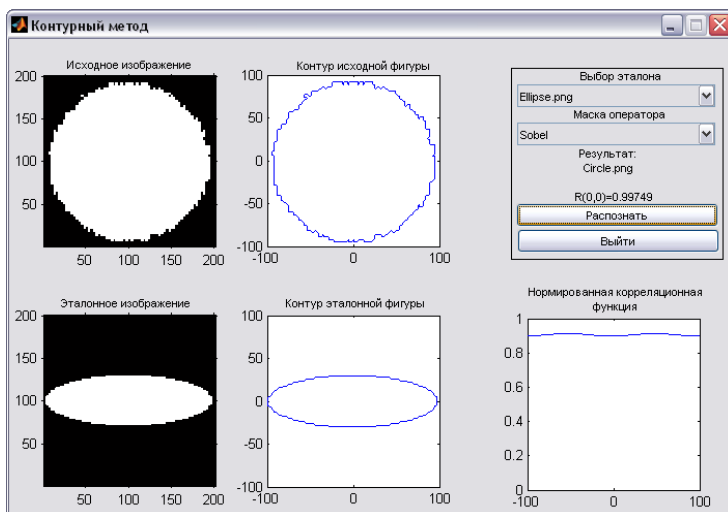 Контурный метод
Исходное изображение
200
150
100
50
50 100 150 200
Контур исходной фигуры
100
50
0
-50
-100
-100 0 100
Выбор эталона
Ellipse.png
Маска оператора
Sobel
Результат:
Circle.png
R(0,0)=0.99749
Распознать
Выйти
Эталонное изображение
200
150
100
50
50 100 150 200
Контур эталонной фигуры
100
50
0
-50
-100
-100 0 100
Нормированная корреляционная
функция
1
0.8
0.6
0.4
0.2
0
-100 0 100